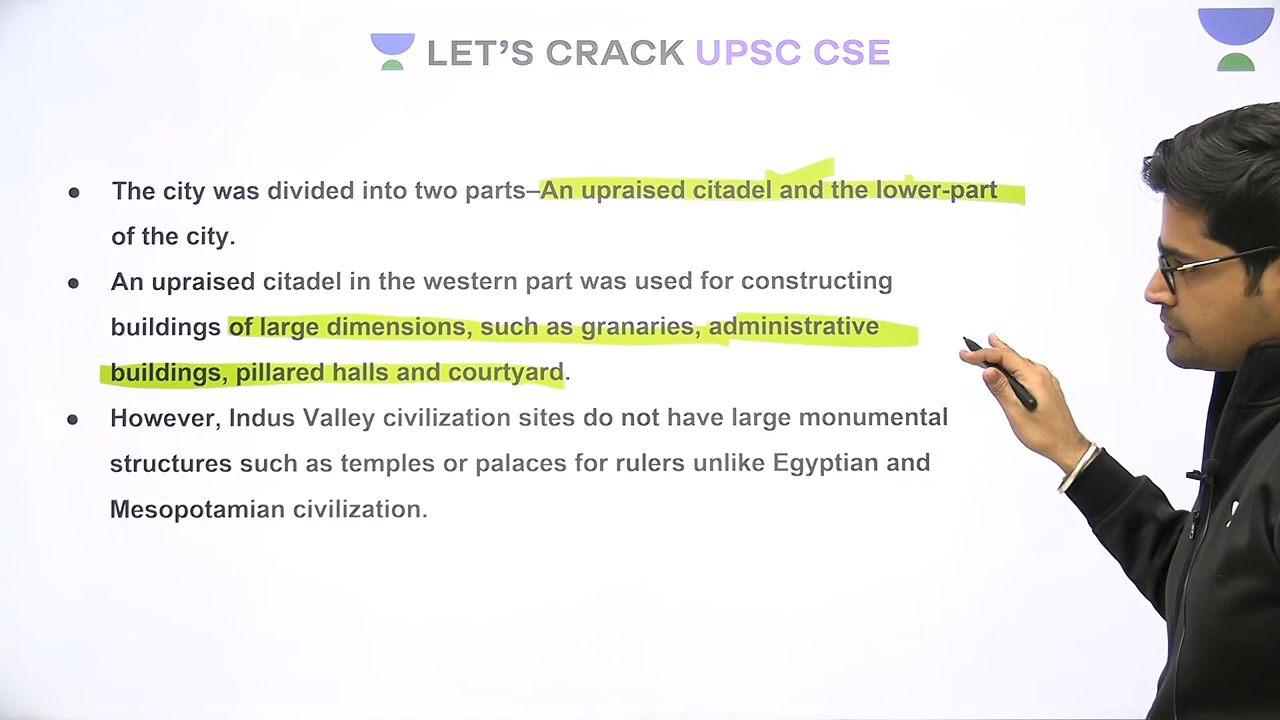 LET'S CRACK UPSC CSE
The city was divided into two parts–An upraised citadel and the lower-part
of the city.
An upraised citadel in the western part was used for constructing
buildings of large dimensions, such as granaries, administrative
buildings, pillared halls and courtyard.
However, Indus Valley civilization sites do not have large monumental
structures such as temples or palaces for rulers unlike Egyptian and
Mesopotamian civilization.